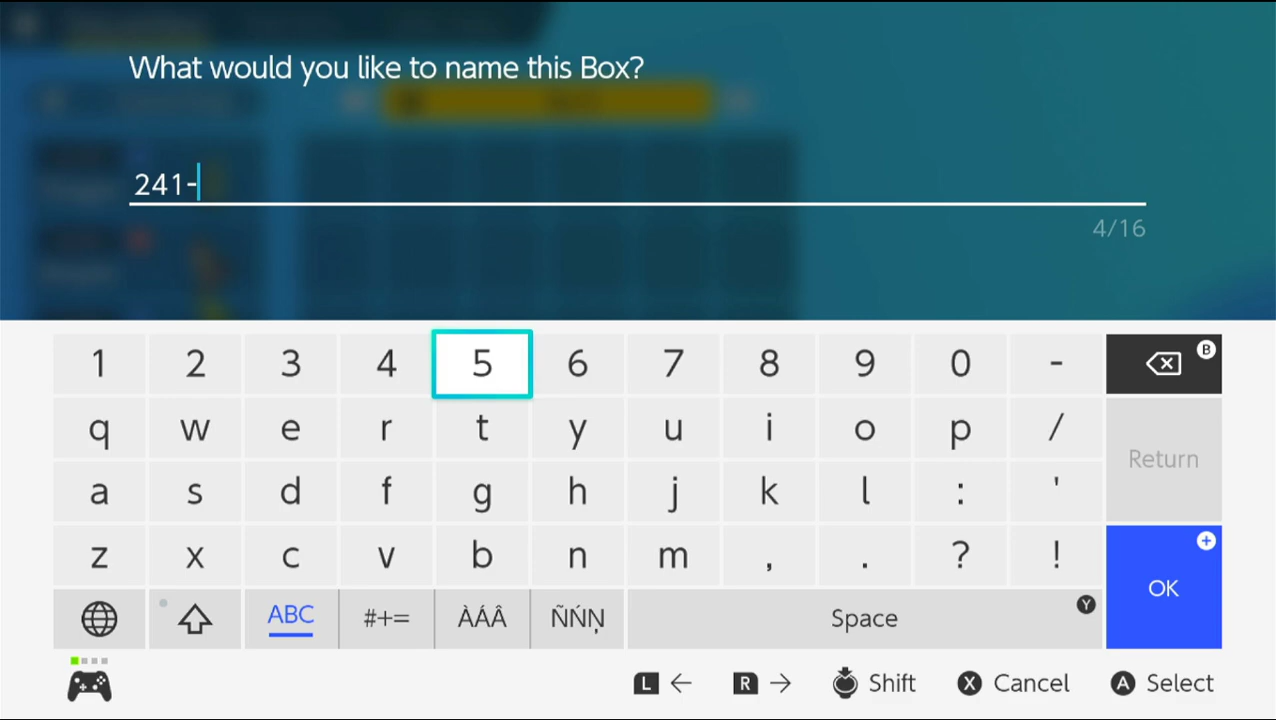 What would you like to name this Box?
241-
4/16
1 2 3 4 5 6 7 8 9 0 - B
q w e r t y u i o p / Return
a s d f g h j k l : '
z x c v b n m , . ? ! + OK
ABC #+= ÀÁÂ ÑŃŅ Space Y
L ← R → Shift X Cancel A Select